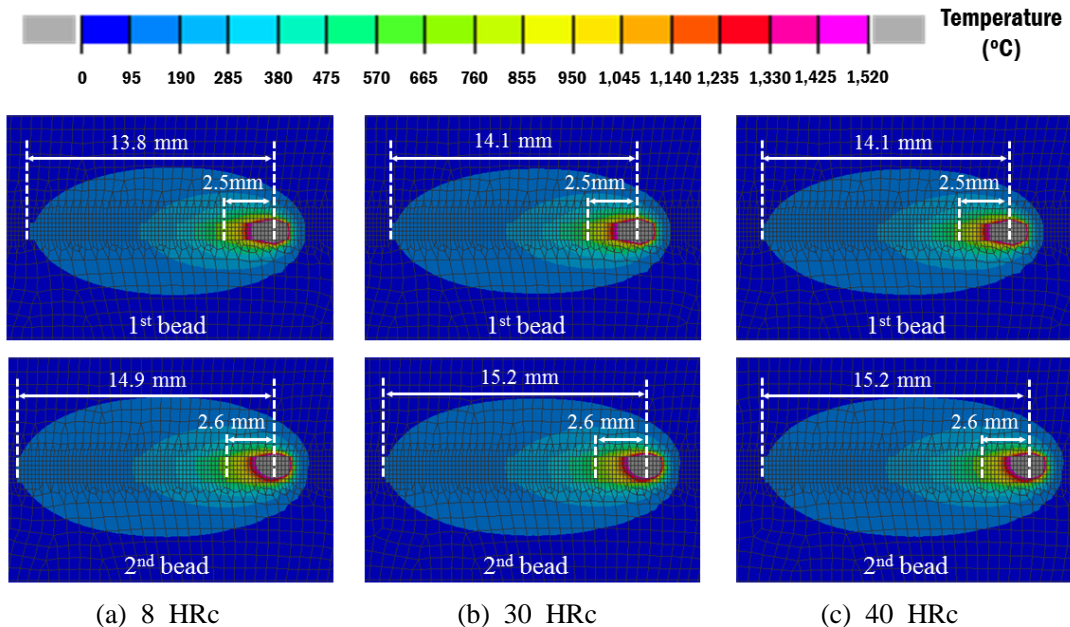 Temperature
(ºC)
0 95 190 285 380 475 570 665 760 855 950 1,045 1,140 1,235 1,330 1,425 1,520
13.8 mm
2.5mm
1st bead
14.1 mm
2.5mm
1st bead
14.1 mm
2.5mm
1st bead
14.9 mm
2.6 mm
2nd bead
15.2 mm
2.6 mm
2nd bead
15.2 mm
2.6 mm
2nd bead
(a) 8 HRc
(b) 30 HRc
(c) 40 HRc